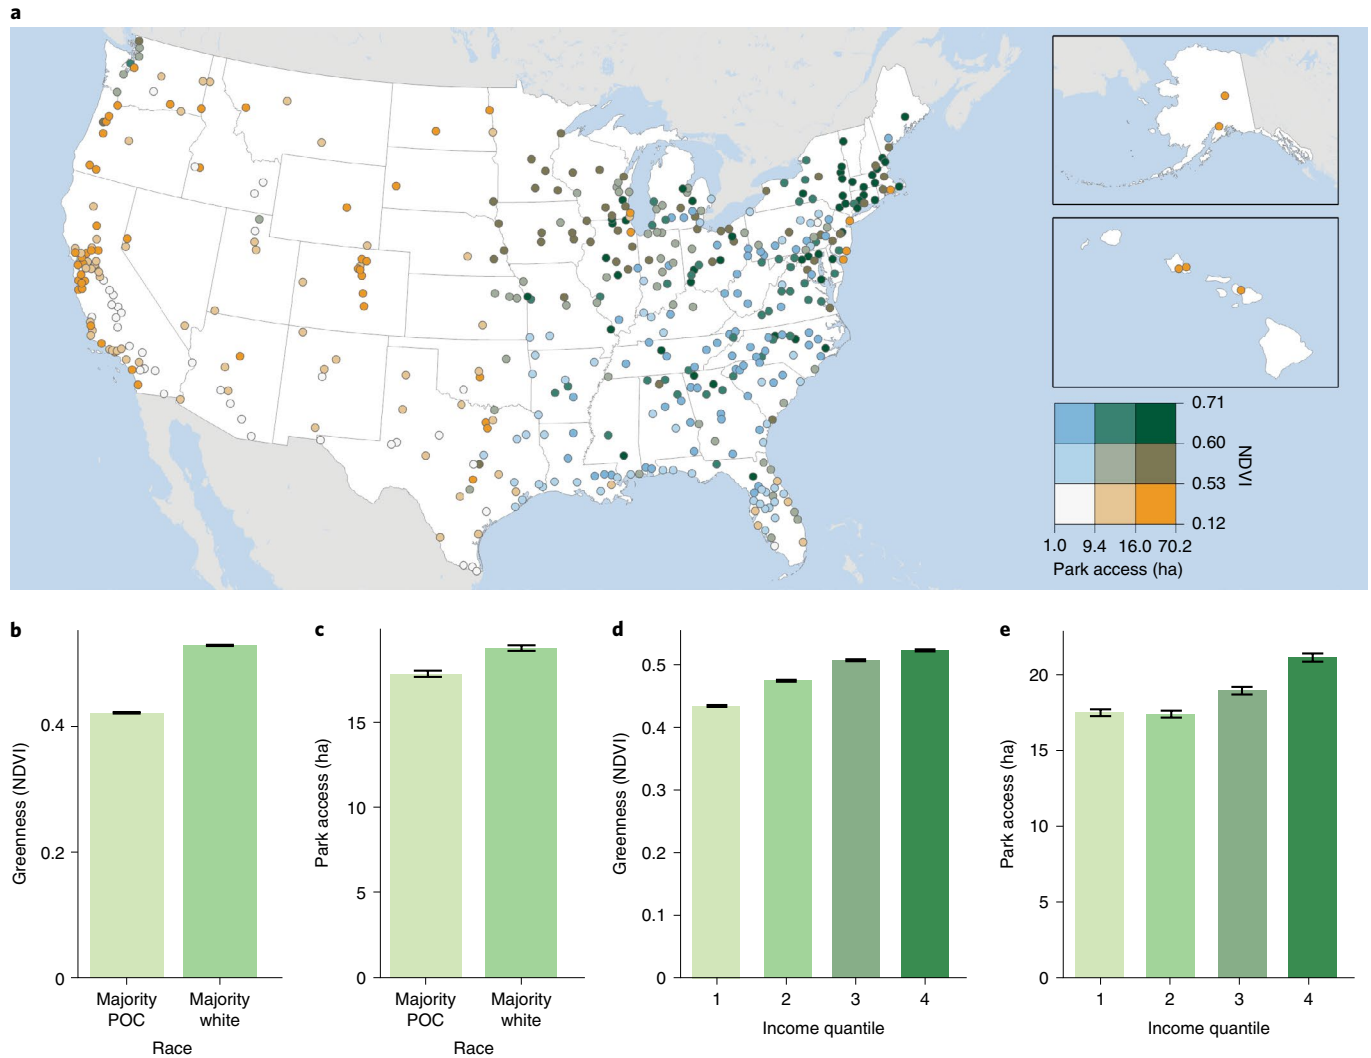 a
0.71
0.60
0.53
0.12
NDVI
1.0 9.4 16.0 70.2
Park access (ha)
b
Greenness (NDVI)
0.4
0.2
0
Majority POC
Majority white
Race
c
Park access (ha)
15
10
5
0
Majority POC
Majority white
Race
d
Greenness (NDVI)
0.5
0.4
0.3
0.2
0.1
0
1 2 3 4
Income quantile
e
Park access (ha)
20
15
10
5
0
1 2 3 4
Income quantile